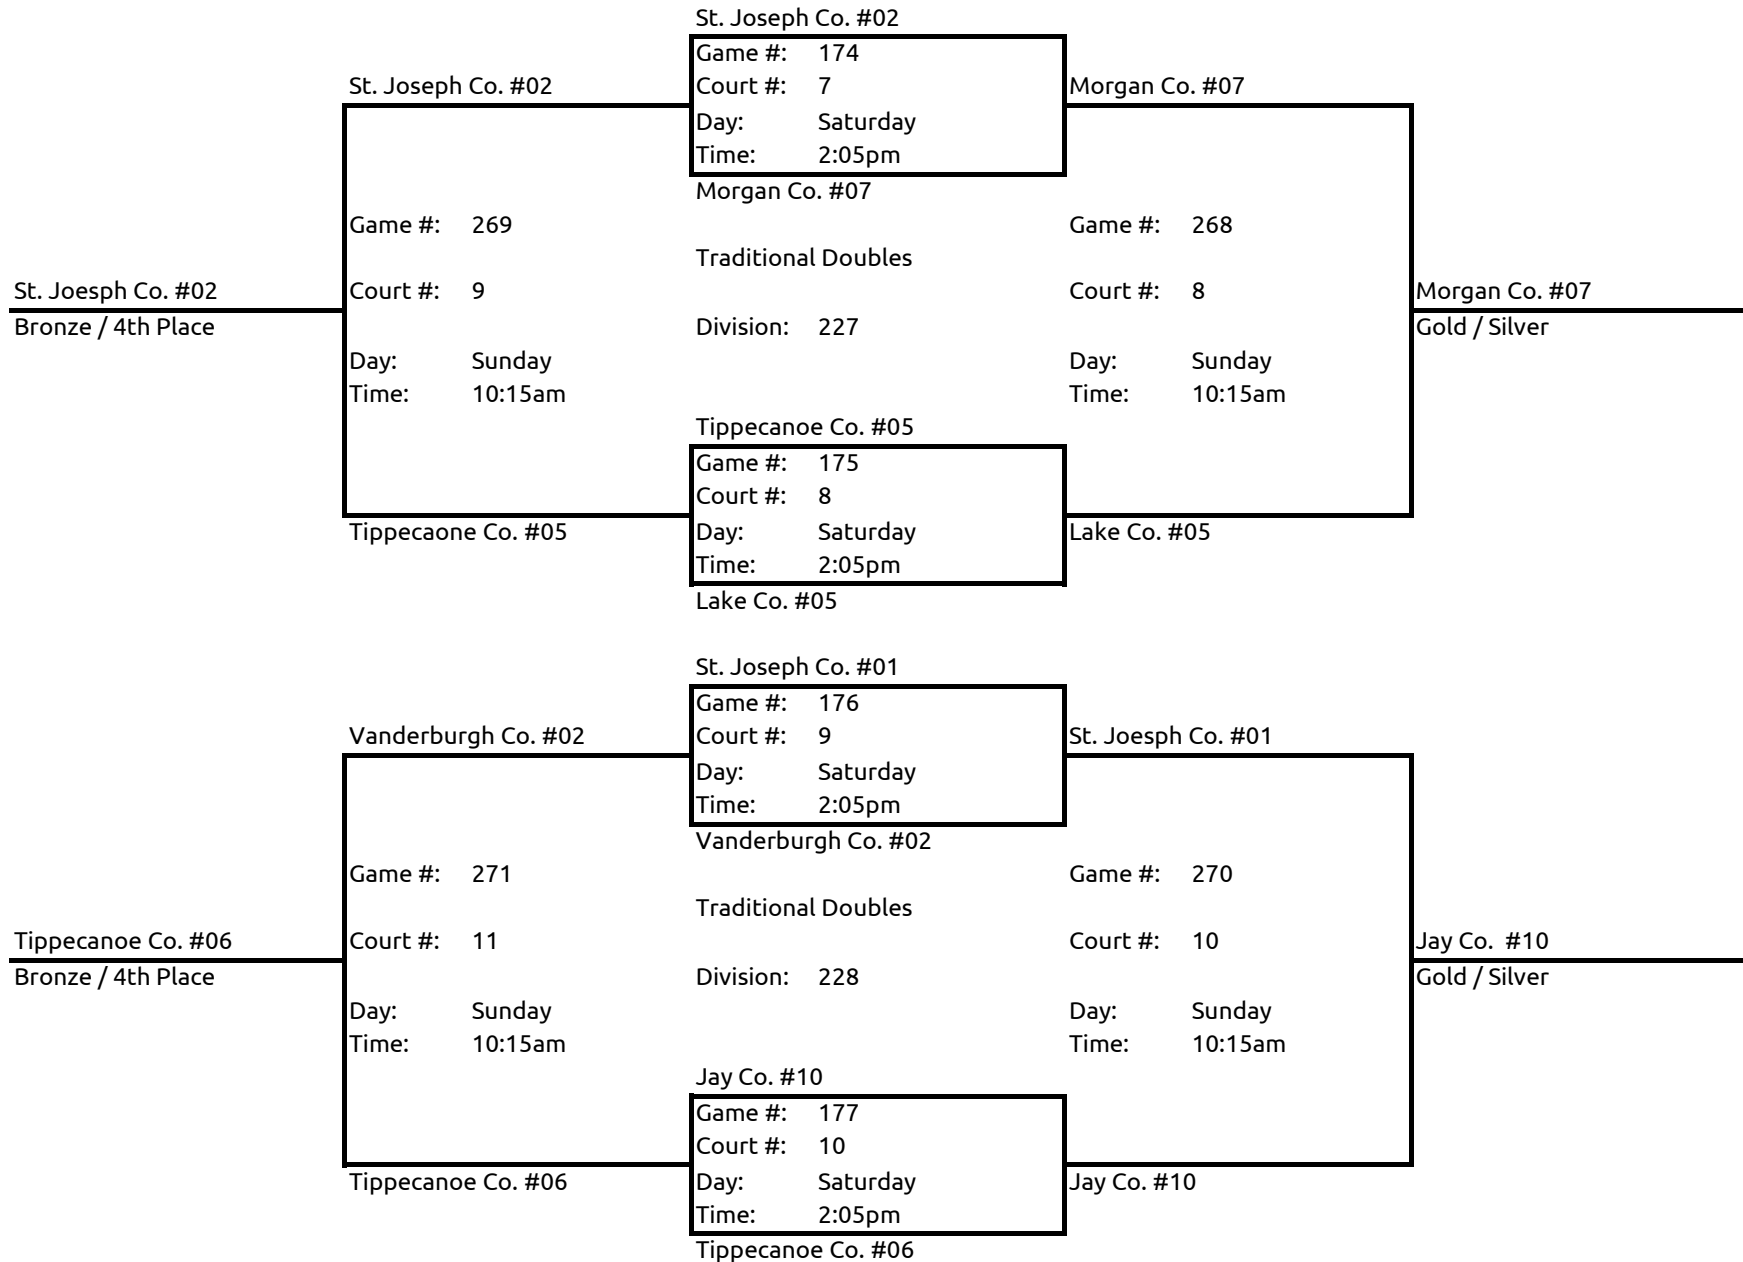 St. Joseph Co. #02
Game #: 174
St. Joseph Co. #02 Court #: 7 Morgan Co. #07
Day: Saturday
Time: 2:05pm
Morgan Co. #07
Game #: 269 Game #: 268
Traditional Doubles
St. Joesph Co. #02 Court #: 9 Court #: 8 Morgan Co. #07
Bronze / 4th Place Division: 227 Gold / Silver
Day: Sunday Day: Sunday
Time: 10:15am Time: 10:15am
Tippecanoe Co. #05
Game #: 175
Court #: 8
Tippecaone Co. #05 Day: Saturday Lake Co. #05
Time: 2:05pm
Lake Co. #05
St. Joseph Co. #01
Game #: 176
Vanderburgh Co. #02 Court #: 9 St. Joesph Co. #01
Day: Saturday
Time: 2:05pm
Vanderburgh Co. #02
Game #: 271 Game #: 270
Traditional Doubles
Tippecanoe Co. #06 Court #: 11 Court #: 10 Jay Co.  #10
Bronze / 4th Place Division: 228 Gold / Silver
Day: Sunday Day: Sunday
Time: 10:15am Time: 10:15am
Jay Co. #10
Game #: 177
Court #: 10
Tippecanoe Co. #06 Day: Saturday Jay Co. #10
Time: 2:05pm
Tippecanoe Co. #06